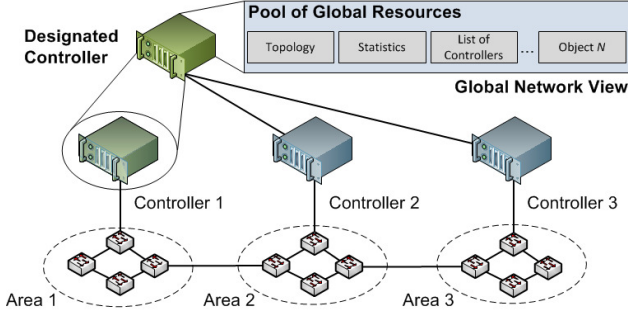 Designated
Controller
Pool of Global Resources
Topology
Statistics
List of
Controllers
...
Object N
Global Network View
Controller 1
Controller 2
Controller 3
Area 1
Area 2
Area 3